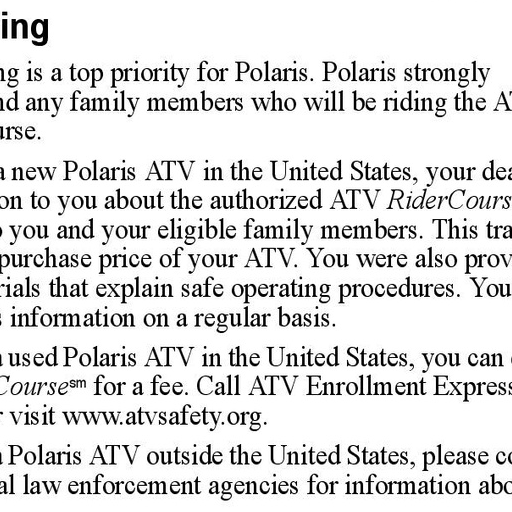 ing
ng is a top priority for Polaris. Polaris strongly
nd any family members who will be riding the A
urse.
a new Polaris ATV in the United States, your dea
on to you about the authorized ATV RiderCours
o you and your eligible family members. This tra
purchase price of your ATV. You were also prov
rials that explain safe operating procedures. You
s information on a regular basis.
a used Polaris ATV in the United States, you can
Course℠ for a fee. Call ATV Enrollment Express
r visit www.atvsafety.org.
a Polaris ATV outside the United States, please co
al law enforcement agencies for information abo